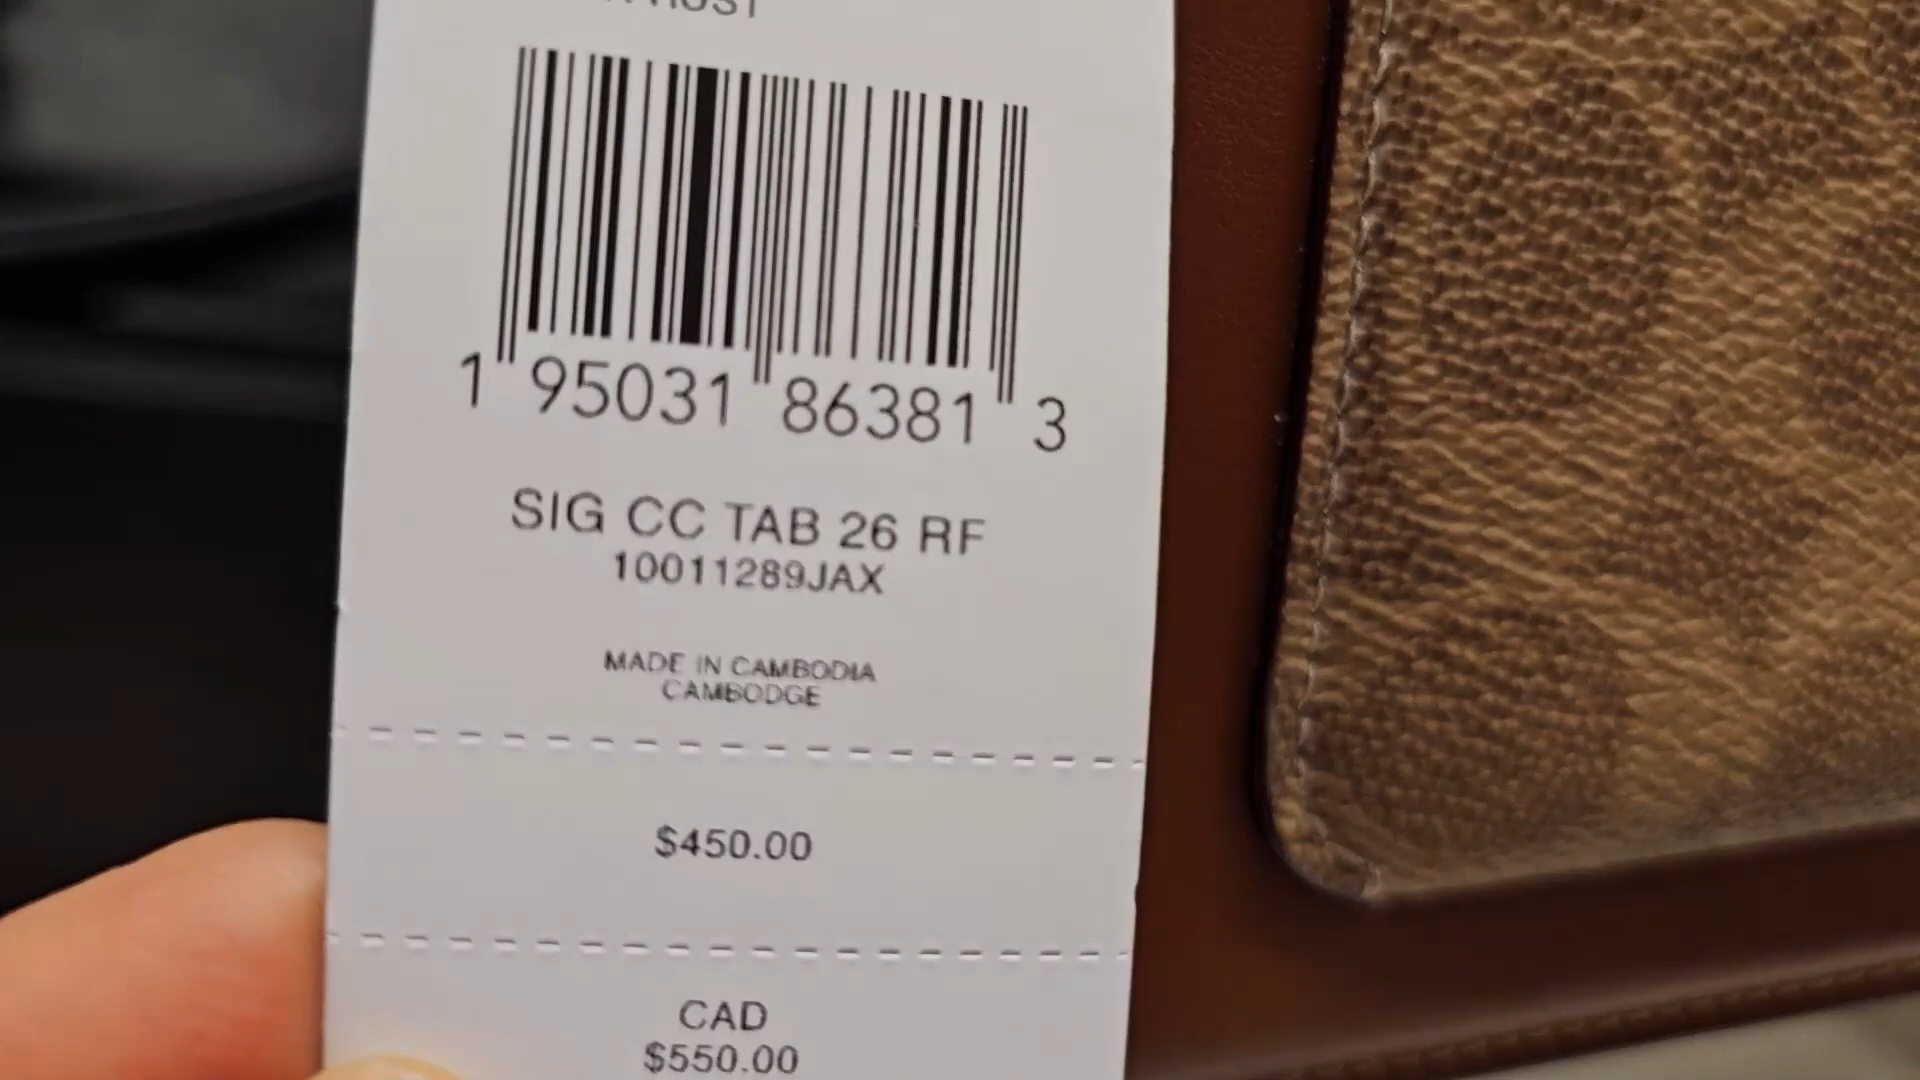 1 95031 86381 3
SIG CC TAB 26 RF
10011289JAX
MADE IN CAMBODIA
CAMBODGE
$450.00
CAD
$550.00